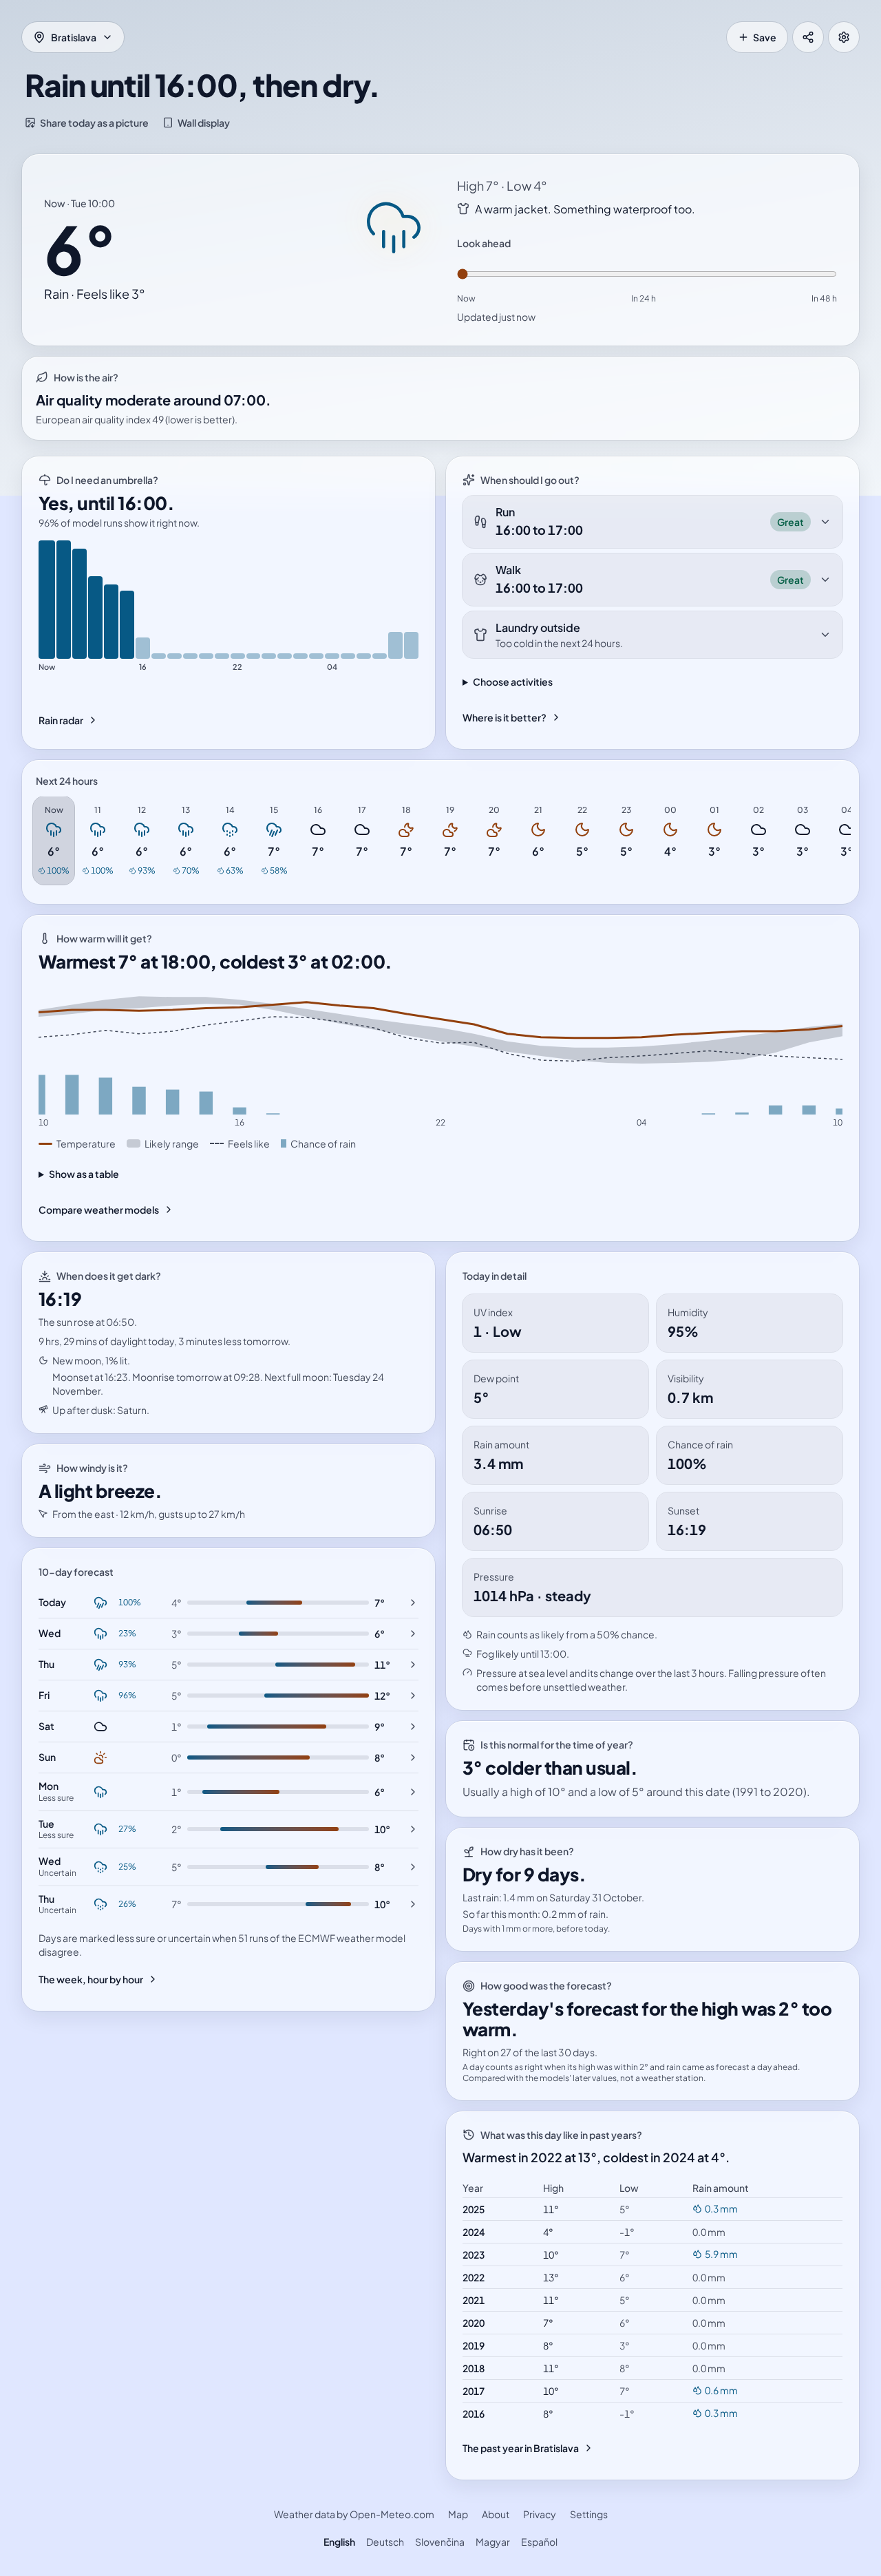 Bratislava
Save
Rain until 16:00, then dry.
Share today as a picture
Wall display
Now · Tue 10:00
6°
Rain · Feels like 3°
High 7° · Low 4°
A warm jacket. Something waterproof too.
Look ahead
Now In 24 h In 48 h
Updated just now
How is the air?
Air quality moderate around 07:00.
European air quality index 49 (lower is better).
Do I need an umbrella?
Yes, until 16:00.
96% of model runs show it right now.
Now 16 22 04
Rain radar
When should I go out?
Run
16:00 to 17:00
Great
Walk
16:00 to 17:00
Great
Laundry outside
Too cold in the next 24 hours.
Choose activities
Where is it better?
Next 24 hours
Now 11 12 13 14 15 16 17 18 19 20 21 22 23 00 01 02 03 04
6° 6° 6° 6° 6° 7° 7° 7° 7° 7° 7° 6° 5° 5° 4° 3° 3° 3° 3°
100% 100% 93% 70% 63% 58%
How warm will it get?
Warmest 7° at 18:00, coldest 3° at 02:00.
10 16 22 04 10
Temperature Likely range Feels like Chance of rain
Show as a table
Compare weather models
When does it get dark?
16:19
The sun rose at 06:50.
9 hrs, 29 mins of daylight today, 3 minutes less tomorrow.
New moon, 1% lit.
Moonset at 16:23. Moonrise tomorrow at 09:28. Next full moon: Tuesday 24
November.
Up after dusk: Saturn.
How windy is it?
A light breeze.
From the east · 12 km/h, gusts up to 27 km/h
10-day forecast
Today 100% 4° 7°
Wed 23% 3° 6°
Thu 93% 5° 11°
Fri 96% 5° 12°
Sat 1° 9°
Sun 0° 8°
Mon 1° 6°
Less sure
Tue 27% 2° 10°
Less sure
Wed 25% 5° 8°
Uncertain
Thu 26% 7° 10°
Uncertain
Days are marked less sure or uncertain when 51 runs of the ECMWF weather model
disagree.
The week, hour by hour
Today in detail
UV index
1 · Low
Humidity
95%
Dew point
5°
Visibility
0.7 km
Rain amount
3.4 mm
Chance of rain
100%
Sunrise
06:50
Sunset
16:19
Pressure
1014 hPa · steady
Rain counts as likely from a 50% chance.
Fog likely until 13:00.
Pressure at sea level and its change over the last 3 hours. Falling pressure often
comes before unsettled weather.
Is this normal for the time of year?
3° colder than usual.
Usually a high of 10° and a low of 5° around this date (1991 to 2020).
How dry has it been?
Dry for 9 days.
Last rain: 1.4 mm on Saturday 31 October.
So far this month: 0.2 mm of rain.
Days with 1 mm or more, before today.
How good was the forecast?
Yesterday's forecast for the high was 2° too
warm.
Right on 27 of the last 30 days.
A day counts as right when its high was within 2° and rain came as forecast a day ahead.
Compared with the models' later values, not a weather station.
What was this day like in past years?
Warmest in 2022 at 13°, coldest in 2024 at 4°.
Year High Low Rain amount
2025 11° 5° 0.3 mm
2024 4° -1° 0.0 mm
2023 10° 7° 5.9 mm
2022 13° 6° 0.0 mm
2021 11° 5° 0.0 mm
2020 7° 6° 0.0 mm
2019 8° 3° 0.0 mm
2018 11° 8° 0.0 mm
2017 10° 7° 0.6 mm
2016 8° -1° 0.3 mm
The past year in Bratislava
Weather data by Open-Meteo.com Map About Privacy Settings
English Deutsch Slovenčina Magyar Español